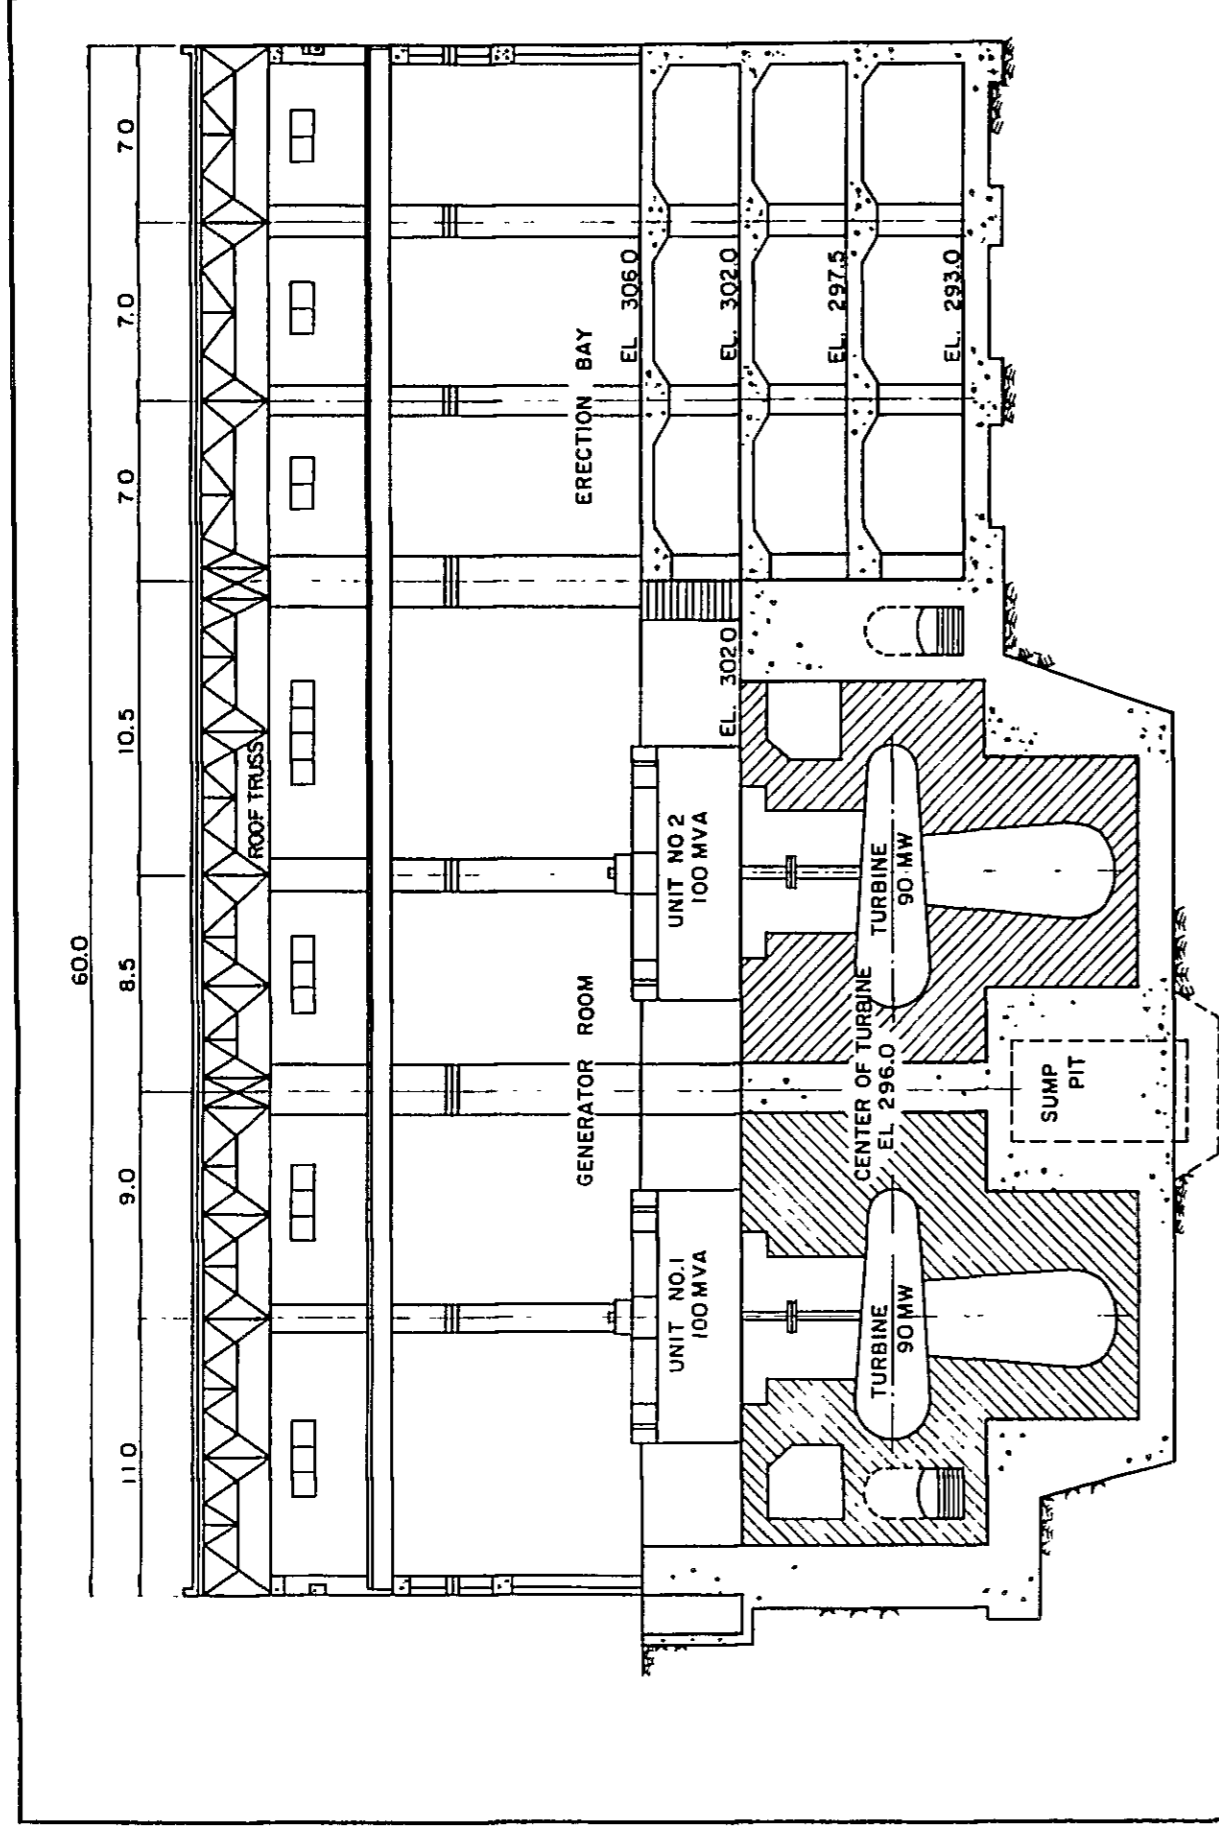 60.0
11 0
9.0
8.5
10.5
7 0
7.0
7 0
ROOF TRUSS
GENERATOR ROOM
ERECTION BAY
EL 306.0
UNIT NO.1
100 MVA
UNIT NO 2
100 MVA
EL. 302.0
EL. 302.0
EL. 297.5
CENTER OF TURBINE
EL 296.0
TURBINE
90 MW
TURBINE
90 MW
EL. 293.0
SUMP
PIT